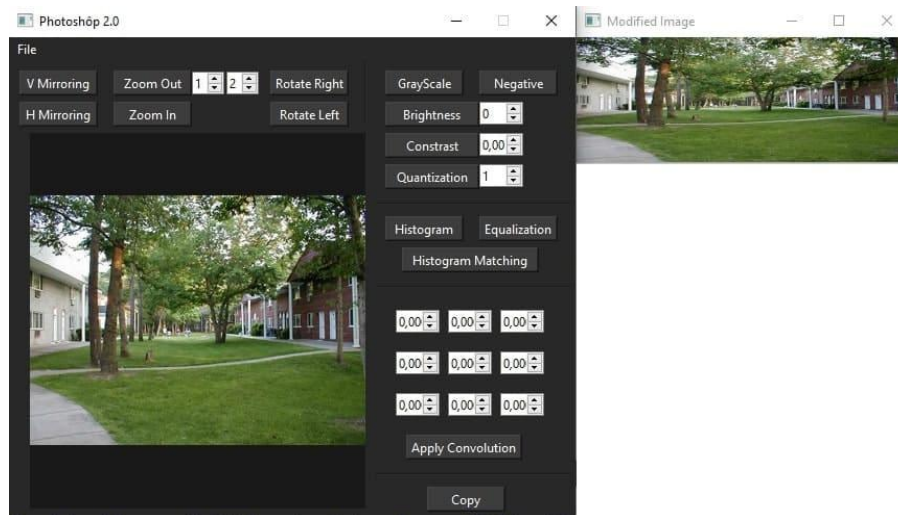 Photoshóp 2.0
Modified Image
File
V Mirroring Zoom Out 1 2 Rotate Right GrayScale Negative
H Mirroring Zoom In Rotate Left Brightness 0
Constrast 0,00
Quantization 1
Histogram Equalization
Histogram Matching
0,00 0,00 0,00
0,00 0,00 0,00
0,00 0,00 0,00
Apply Convolution
Copy